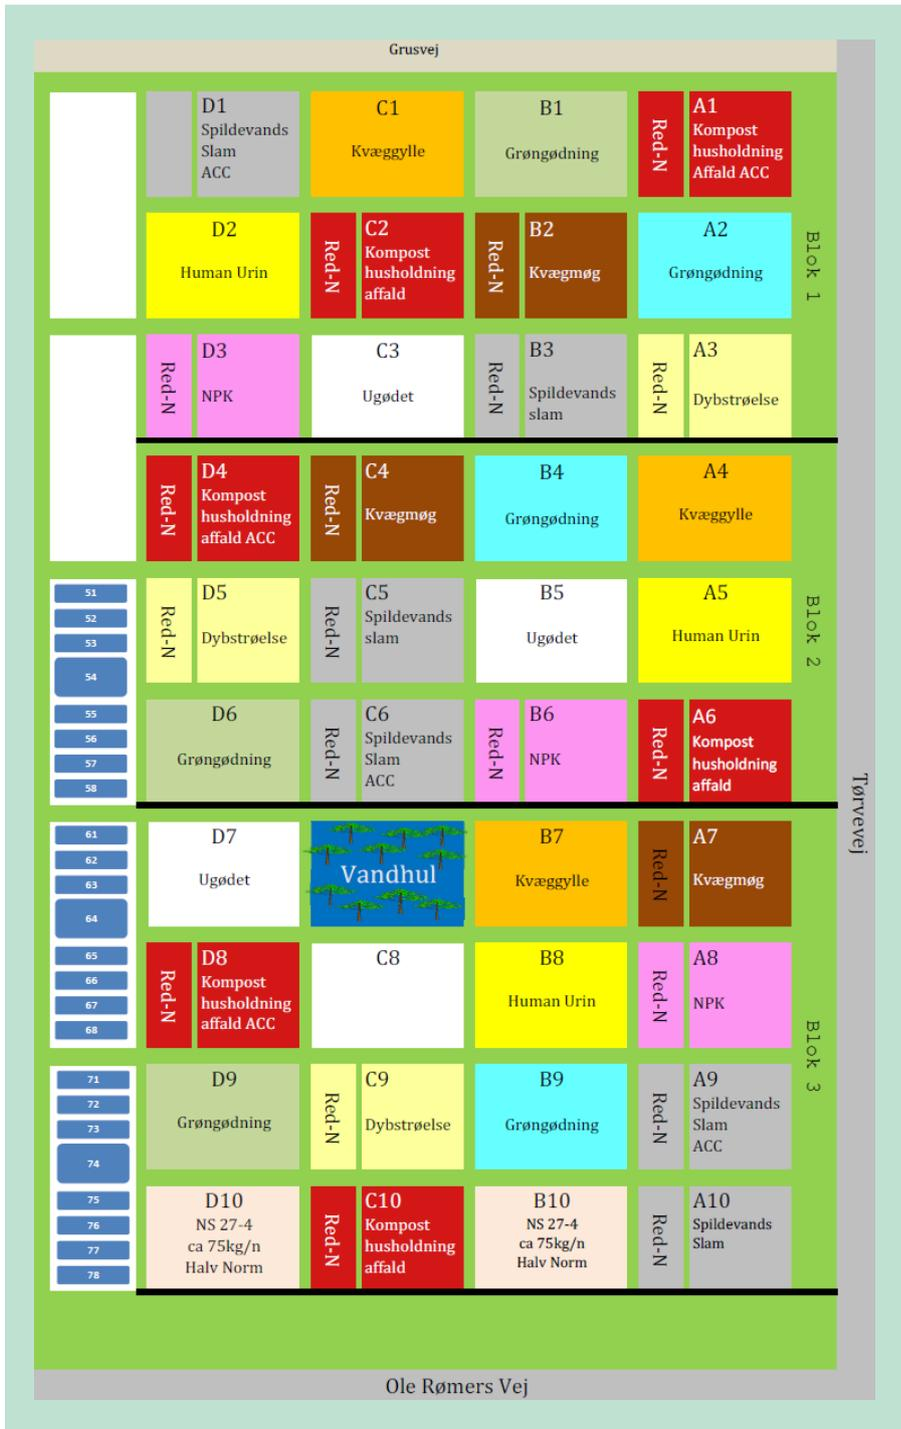 Grusvej
D1
Spildevands
Slam
ACC
C1
Kvæggylle
B1
Grøngødning
Red-N
A1
Kompost
husholdning
Affald ACC
D2
Human Urin
Red-N
C2
Kompost
husholdning
affald
Red-N
B2
Kvægmøg
A2
Grøngødning
Blok 1
Red-N
D3
NPK
C3
Ugødet
Red-N
B3
Spildevands
slam
Red-N
A3
Dybstrøelse
Red-N
D4
Kompost
husholdning
affald ACC
Red-N
C4
Kvægmøg
B4
Grøngødning
A4
Kvæggylle
51
52
53
54
Red-N
D5
Dybstrøelse
Red-N
C5
Spildevands
slam
B5
Ugødet
A5
Human Urin
Blok 2
55
56
57
58
D6
Grøngødning
Red-N
C6
Spildevands
Slam
ACC
Red-N
B6
NPK
Red-N
A6
Kompost
husholdning
affald
Tørvevej
61
62
63
64
D7
Ugødet
Vandhul
B7
Kvæggylle
Red-N
A7
Kvægmøg
65
66
67
68
Red-N
D8
Kompost
husholdning
affald ACC
C8
B8
Human Urin
Red-N
A8
NPK
Blok 3
71
72
73
74
D9
Grøngødning
Red-N
C9
Dybstrøelse
B9
Grøngødning
Red-N
A9
Spildevands
Slam
ACC
75
76
77
78
D10
NS 27-4
ca 75kg/n
Halv Norm
Red-N
C10
Kompost
husholdning
affald
B10
NS 27-4
ca 75kg/n
Halv Norm
Red-N
A10
Spildevands
Slam
Ole Rømers Vej